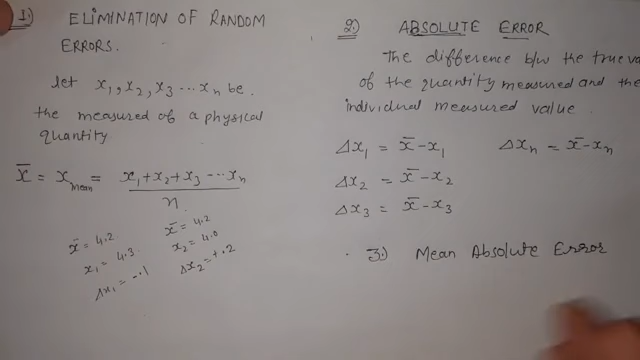 1.) ELIMINATION OF RANDOM
ERRORS.
let x₁, x₂, x₃ ... xₙ be.
the measured of a physical
quantity.
x̄ = x_Mean = x₁+x₂+x₃ ... xₙ / n
x̄ = 4.2
x₁ = 4.3
Δx₁ = -.1
x̄ = 4.2
x₂ = 4.0
Δx₂ = +.2
2.) ABSOLUTE ERROR
The difference b/w the true va
of the quantity measured and the
individual measured value.
Δx₁ = x̄-x₁ Δxₙ = x̄-xₙ
Δx₂ = x̄-x₂
Δx₃ = x̄-x₃
3.) Mean Absolute Error